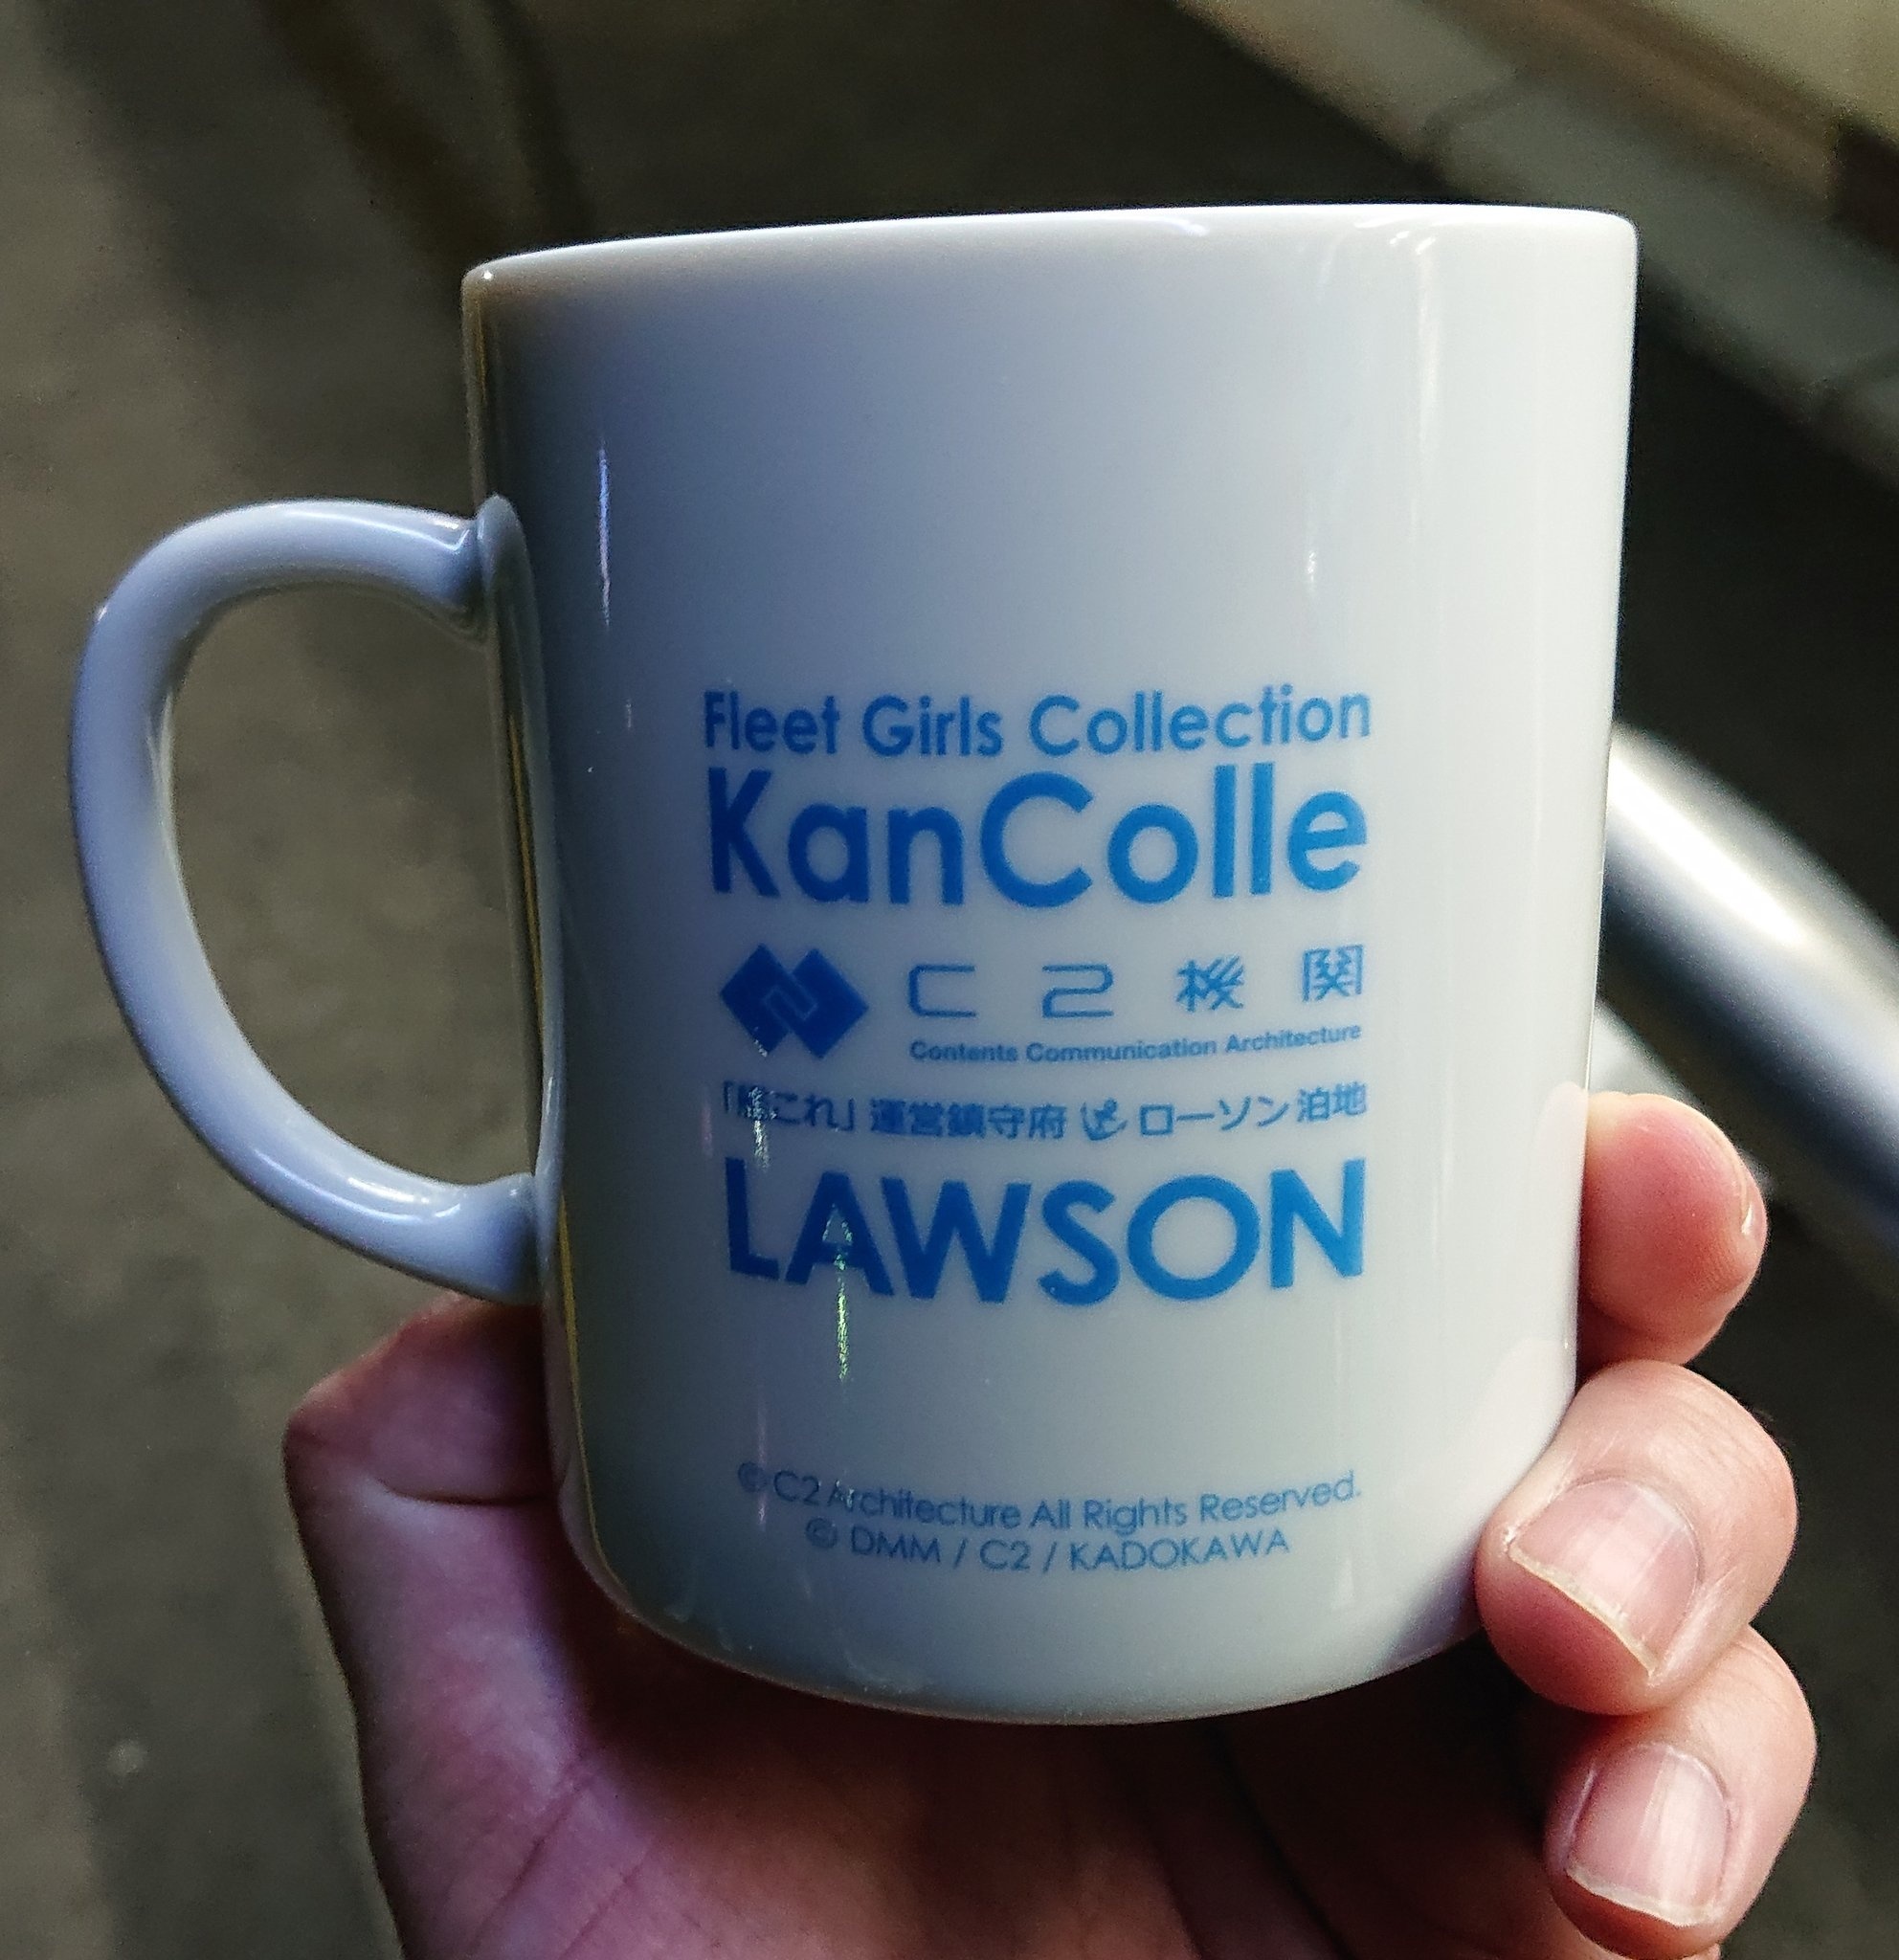 Fleet Girls Collection
KanColle
C2機関
Contents Communication Architecture
「艦これ」運営鎮守府 ローソン泊地
LAWSON
© C2 Architecture All Rights Reserved.
© DMM / C2 / KADOKAWA